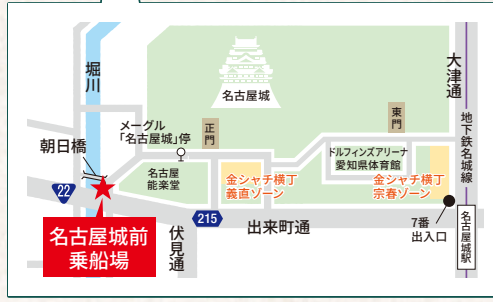 堀川
名古屋城
大津通
地下鉄名城線
メーグル
「名古屋城」停
正門
東門
朝日橋
名古屋
能楽堂
金シャチ横丁
義直ゾーン
ドルフィンズアリーナ
愛知県体育館
金シャチ横丁
宗春ゾーン
22
215
出来町通
伏見通
7番
出入口
名古屋城駅
名古屋城前
乗船場